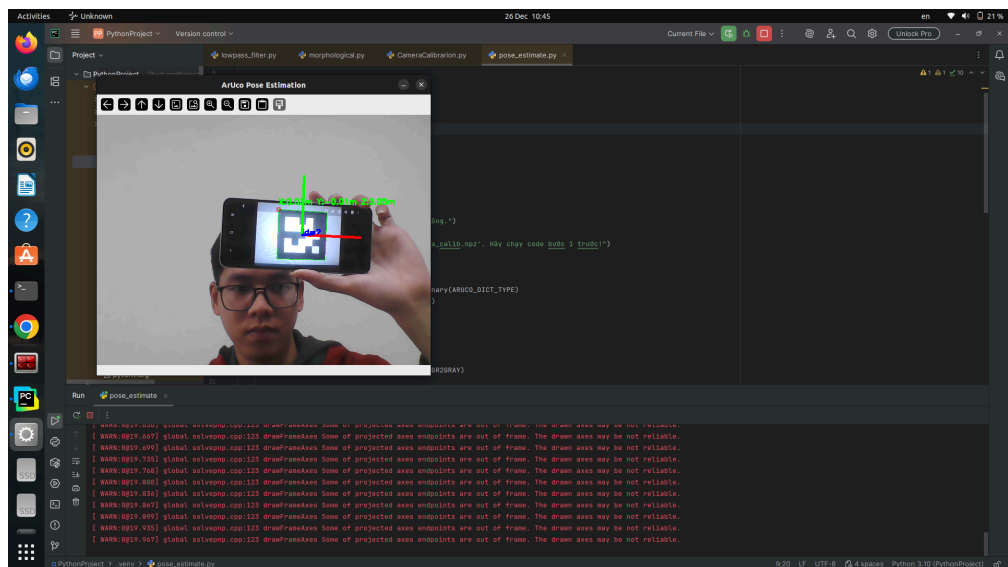 Activities
Unknown
26 Dec 10:45
en
21 %
PP PythonProject
Version control
Current File
Unlock Pro
Project
lowpass_filter.py
morphological.py
CameraCalibrarion.py
pose_estimate.py
PythonProject
1
1
10
ArUco Pose Estimation
ông.")
a_calib.npz'. Hãy chạy code bước 1 trước!")
nary(ARUCO_DICT_TYPE)
)
GR2GRAY)
31
Run
pose_estimate
[ WARN:0@19.667] global solvepnp.cpp:123 drawFrameAxes Some of projected axes endpoints are out of frame. The drawn axes may be not reliable.
[ WARN:0@19.699] global solvepnp.cpp:123 drawFrameAxes Some of projected axes endpoints are out of frame. The drawn axes may be not reliable.
[ WARN:0@19.735] global solvepnp.cpp:123 drawFrameAxes Some of projected axes endpoints are out of frame. The drawn axes may be not reliable.
[ WARN:0@19.768] global solvepnp.cpp:123 drawFrameAxes Some of projected axes endpoints are out of frame. The drawn axes may be not reliable.
[ WARN:0@19.800] global solvepnp.cpp:123 drawFrameAxes Some of projected axes endpoints are out of frame. The drawn axes may be not reliable.
[ WARN:0@19.836] global solvepnp.cpp:123 drawFrameAxes Some of projected axes endpoints are out of frame. The drawn axes may be not reliable.
[ WARN:0@19.867] global solvepnp.cpp:123 drawFrameAxes Some of projected axes endpoints are out of frame. The drawn axes may be not reliable.
[ WARN:0@19.899] global solvepnp.cpp:123 drawFrameAxes Some of projected axes endpoints are out of frame. The drawn axes may be not reliable.
[ WARN:0@19.935] global solvepnp.cpp:123 drawFrameAxes Some of projected axes endpoints are out of frame. The drawn axes may be not reliable.
[ WARN:0@19.967] global solvepnp.cpp:123 drawFrameAxes Some of projected axes endpoints are out of frame. The drawn axes may be not reliable.
PythonProject > .venv > pose_estimate.py
9:20 LF UTF-8 4 spaces Python 3.10 (PythonProject)